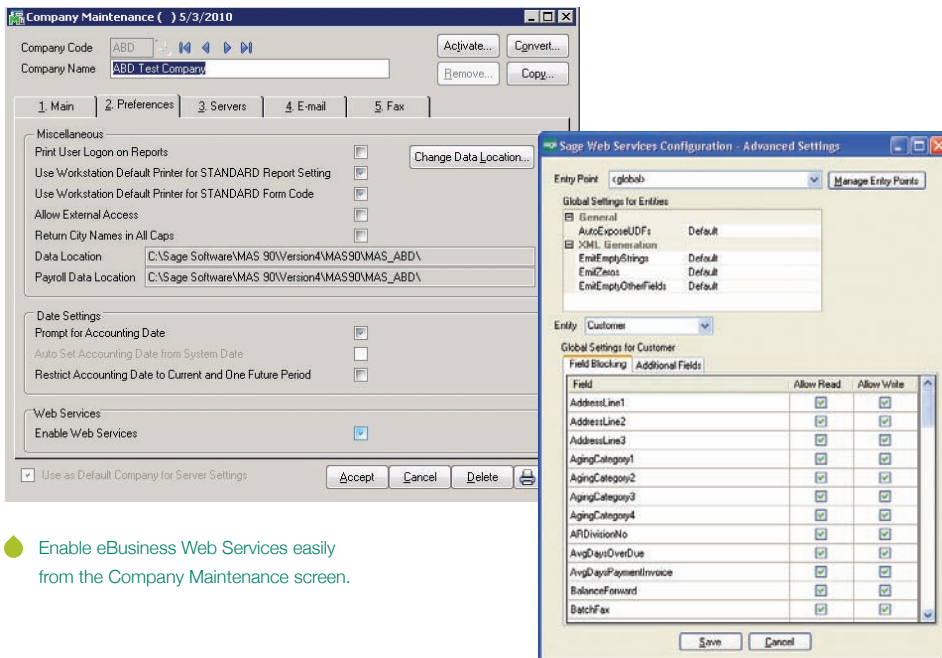 Company Maintenance ( ) 5/3/2010
Company Code ABD
Activate... Convert...
Company Name ABD Test Company
Remove... Copy...
1. Main 2. Preferences 3. Servers 4. E-mail 5. Fax
Miscellaneous
Print User Logon on Reports
Change Data Location...
Use Workstation Default Printer for STANDARD Report Setting
Use Workstation Default Printer for STANDARD Form Code
Allow External Access
Return City Names in All Caps
Data Location C:\Sage Software\MAS 90\Version4\MAS90\MAS_ABD\
Payroll Data Location C:\Sage Software\MAS 90\Version4\MAS90\MAS_ABD\
Date Settings
Prompt for Accounting Date
Auto Set Accounting Date from System Date
Restrict Accounting Date to Current and One Future Period
Web Services
Enable Web Services
Use as Default Company for Server Settings
Accept Cancel Delete
Enable eBusiness Web Services easily
from the Company Maintenance screen.
Sage Web Services Configuration - Advanced Settings
Entry Point cglobab Manage Entry Points
Global Settings for Entities
General
AutoExposeUDFs Default
XML Generation
EmitEmptyStrings Default
EmitZeros Default
EmitEmptyOtherFields Default
Entity Customer
Global Settings for Customer
Field Blocking Additional Fields
Field Allow Read Allow Write
AddressLine1
AddressLine2
AddressLine3
AgingCategory1
AgingCategory2
AgingCategory3
AgingCategory4
ARDivisionNo
AvgDaysOverDue
AvgDaysPaymentInvoice
BalanceForward
BatchFax
Save Cancel